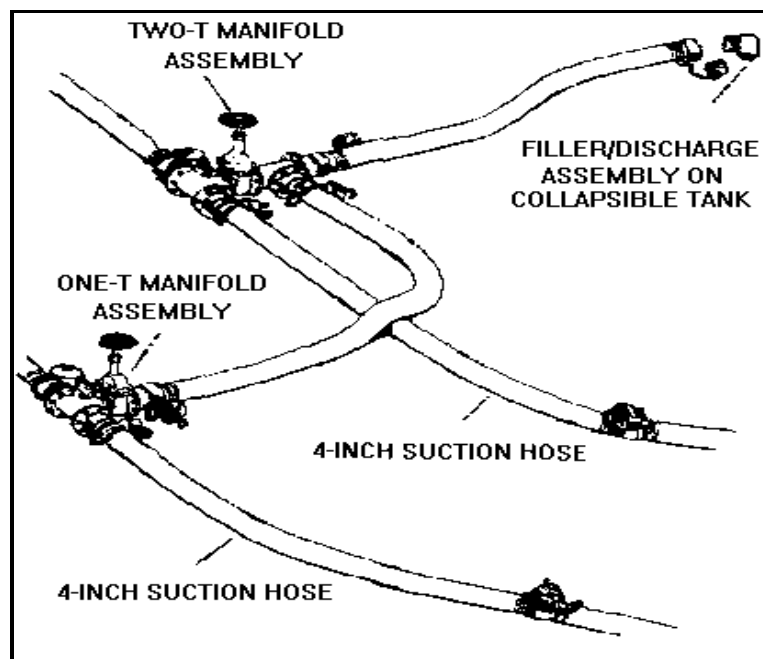 TWO-T MANIFOLD
ASSEMBLY
FILLER/DISCHARGE
ASSEMBLY ON
COLLAPSIBLE TANK
ONE-T MANIFOLD
ASSEMBLY
4-INCH SUCTION HOSE
4-INCH SUCTION HOSE